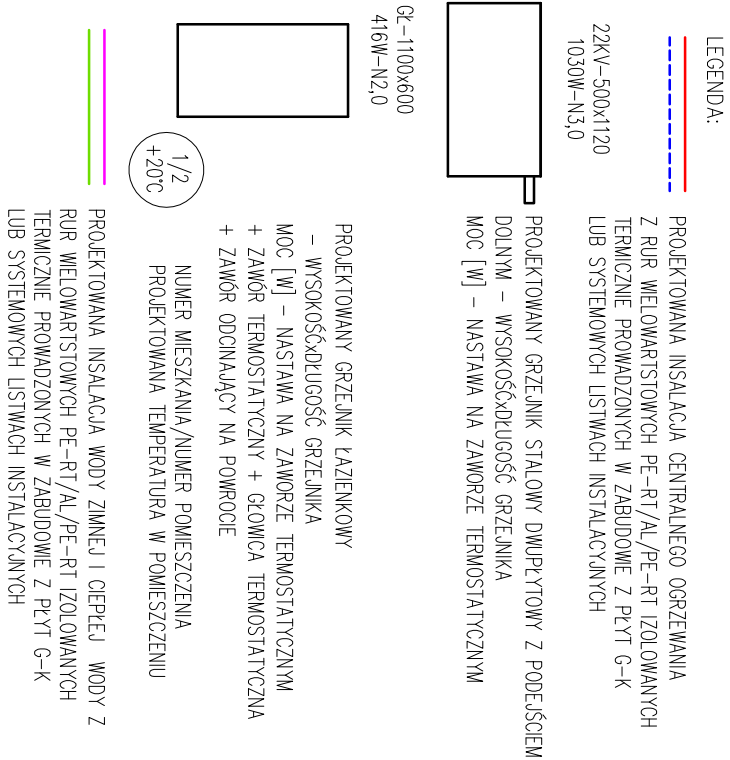 LEGENDA:
PROJEKTOWANA INSALACJA CENTRALNEGO OGRZEWANIA
Z RUR WIELOWARTSTOWYCH PE-RT/AL/PE-RT IZOLOWANYCH
TERMICZNIE PROWADZONYCH W ZABUDOWIE Z PŁYT G-K
LUB SYSTEMOWYCH LISTWACH INSTALACYJNYCH
22KV-500x1120
1030W-N3,0
PROJEKTOWANY GRZEJNIK STALOWY DWUPŁYTOWY Z PODEJŚCIEM
DOLNYM - WYSOKOŚĆxDŁUGOŚĆ GRZEJNIKA
MOC [W] - NASTAWA NA ZAWORZE TERMOSTATYCZNYM
GŁ-1100x600
416W-N2,0
PROJEKTOWANY GRZEJNIK ŁAZIENKOWY
- WYSOKOŚĆxDŁUGOŚĆ GRZEJNIKA
MOC [W] - NASTAWA NA ZAWORZE TERMOSTATYCZNYM
+ ZAWÓR TERMOSTATYCZNY + GŁOWICA TERMOSTATYCZNA
+ ZAWÓR ODCINAJĄCY NA POWROCIE
1/2
+20°C
NUMER MIESZKANIA/NUMER POMIESZCZENIA
PROJEKTOWANA TEMPERATURA W POMIESZCZENIU
PROJEKTOWANA INSALACJA WODY ZIMNEJ I CIEPŁEJ WODY Z
RUR WIELOWARTSTOWYCH PE-RT/AL/PE-RT IZOLOWANYCH
TERMICZNIE PROWADZONYCH W ZABUDOWIE Z PŁYT G-K
LUB SYSTEMOWYCH LISTWACH INSTALACYJNYCH